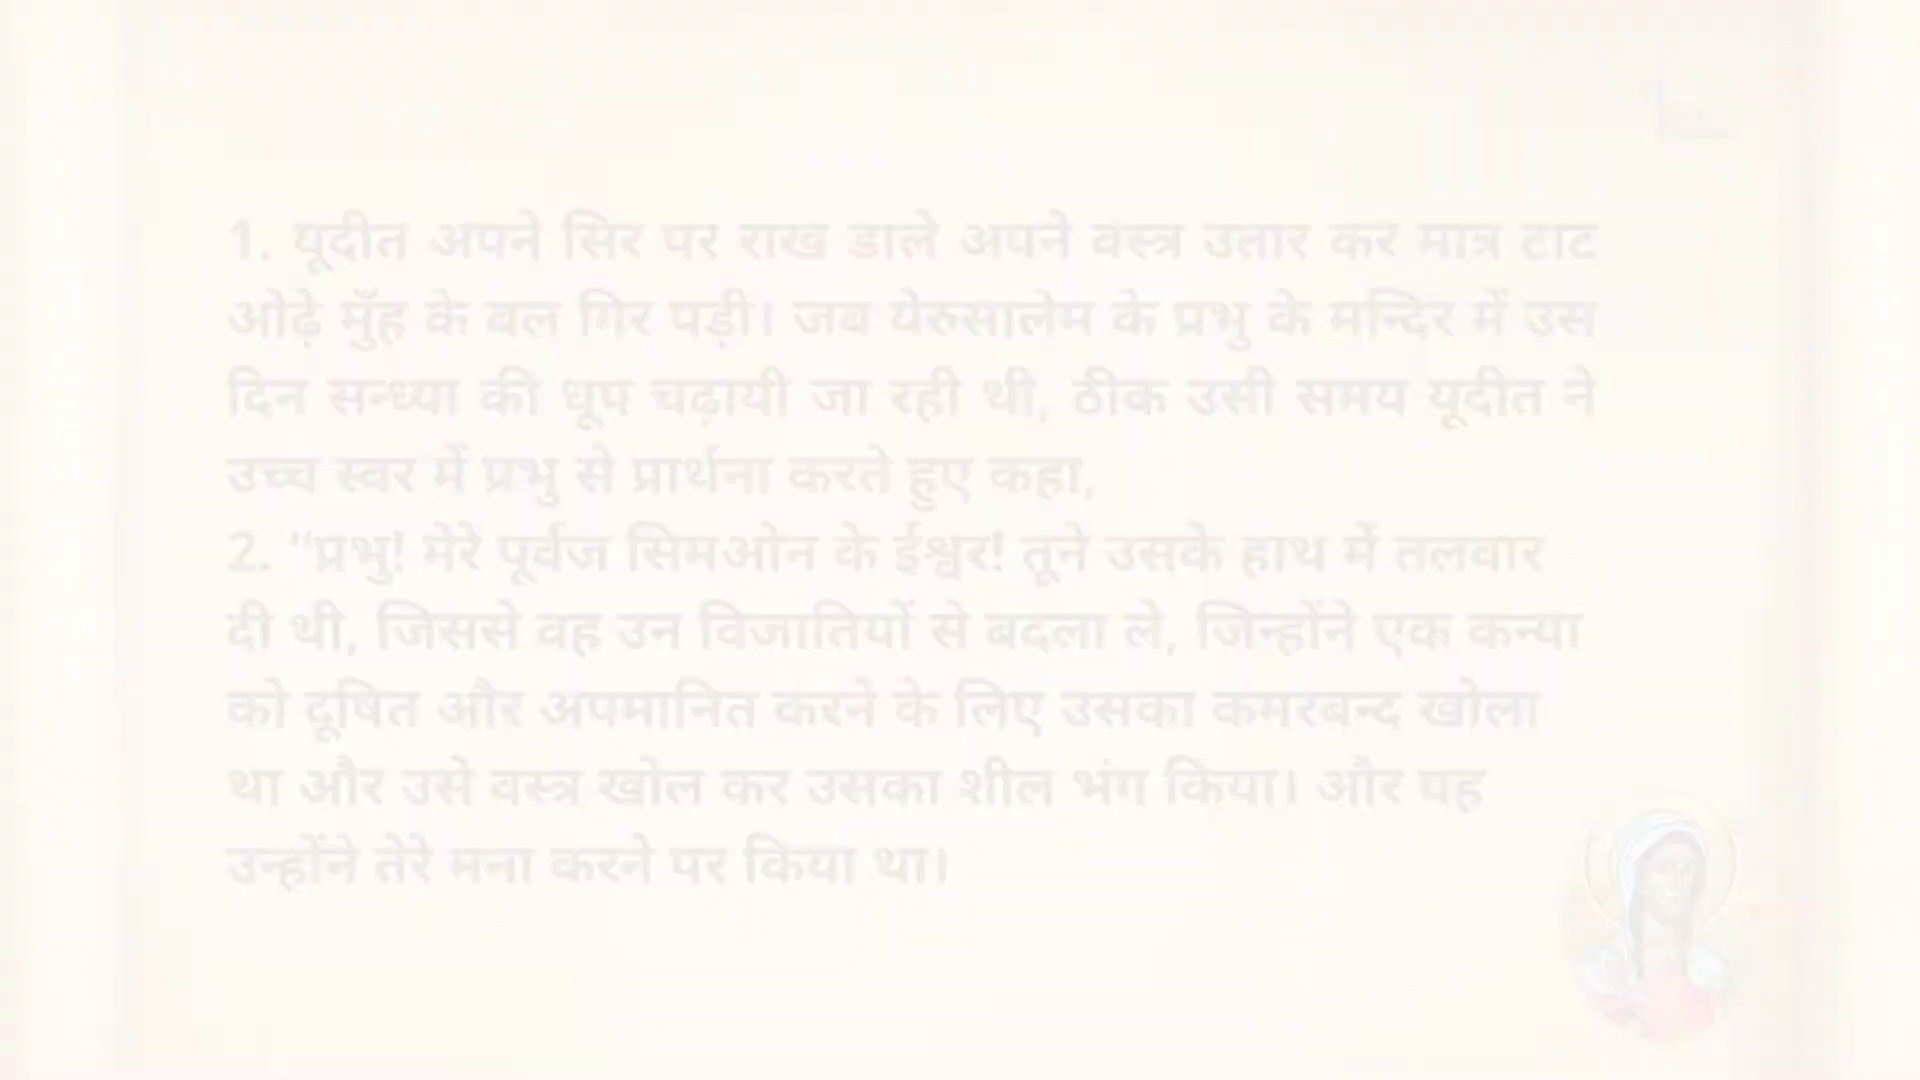 1. यूदीत अपने सिर पर राख डाले अपने वस्त्र उतार कर मात्र टाट
ओढ़े मुँह के बल गिर पड़ी। जब येरुसालेम के प्रभु के मन्दिर में उस
दिन सन्ध्या की धूप चढ़ायी जा रही थी, ठीक उसी समय यूदीत ने
उच्च स्वर में प्रभु से प्रार्थना करते हुए कहा,
2. "प्रभु! मेरे पूर्वज सिमओन के ईश्वर! तूने उसके हाथ में तलवार
दी थी, जिससे वह उन विजातियों से बदला ले, जिन्होंने एक कन्या
को दूषित और अपमानित करने के लिए उसका कमरबन्द खोला
था और उसे वस्त्र खोल कर उसका शील भंग किया। और यह
उन्होंने तेरे मना करने पर किया था।